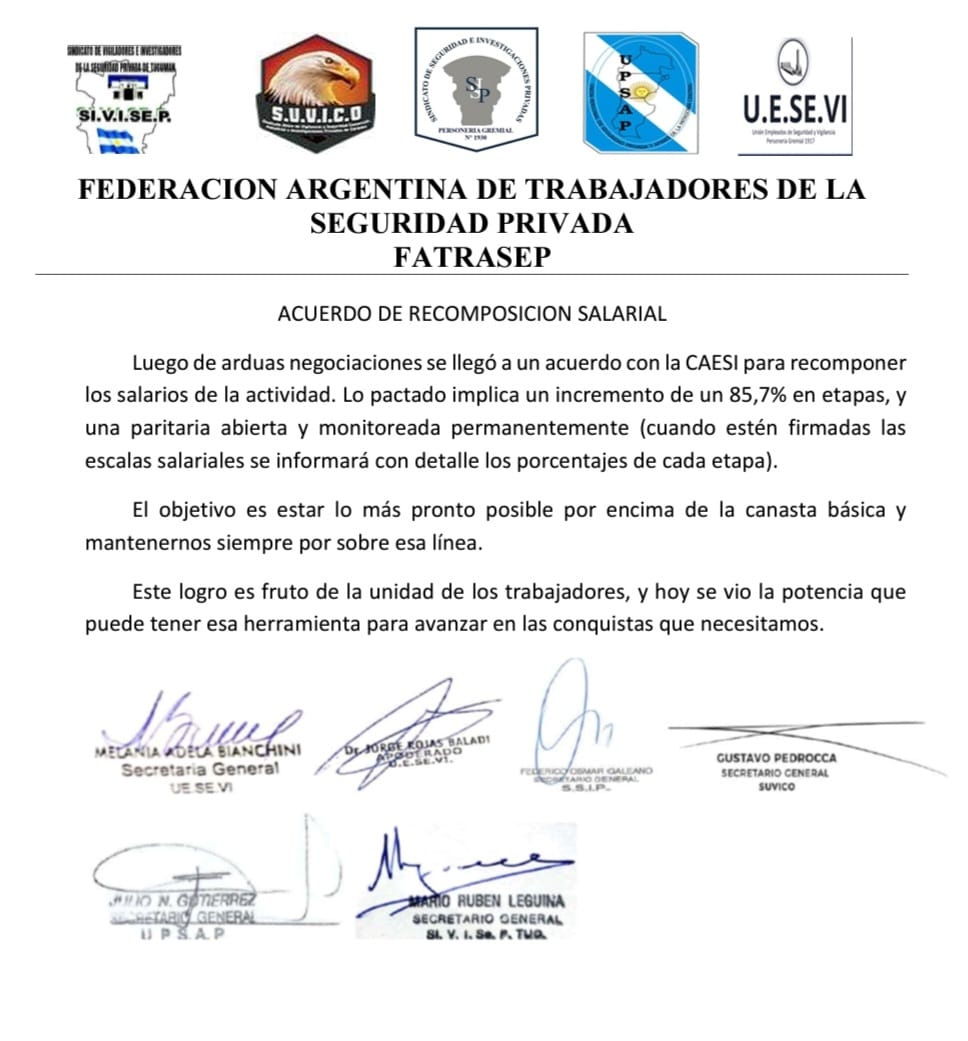 SINDICATO DE VIGILADORES E INVESTIGADORES
DE LA SEGURIDAD PRIVADA DE TUCUMAN
SI.V.I.SE.P.
S.U.V.I.C.O
SINDICATO DE SEGURIDAD E INVESTIGACIONES PRIVADAS
SIP
PERSONERIA GREMIAL
Nº 1930
UPSAP
U.E.SE.VI
Unión Empleados de Seguridad y Vigilancia
Personería Gremial 1917
FEDERACION ARGENTINA DE TRABAJADORES DE LA
SEGURIDAD PRIVADA
FATRASEP
ACUERDO DE RECOMPOSICION SALARIAL
Luego de arduas negociaciones se llegó a un acuerdo con la CAESI para recomponer
los salarios de la actividad. Lo pactado implica un incremento de un 85,7% en etapas, y
una paritaria abierta y monitoreada permanentemente (cuando estén firmadas las
escalas salariales se informará con detalle los porcentajes de cada etapa).
El objetivo es estar lo más pronto posible por encima de la canasta básica y
mantenernos siempre por sobre esa línea.
Este logro es fruto de la unidad de los trabajadores, y hoy se vio la potencia que
puede tener esa herramienta para avanzar en las conquistas que necesitamos.
MELANIA ADELA BIANCHINI
Secretaria General
UE.SE.VI
Dr. JORGE ROJAS BALADI
APODERADO
U.E.SE.VI.
FEDERICO OSMAR GALEANO
SECRETARIO GENERAL
S.S.I.P.
GUSTAVO PEDROCCA
SECRETARIO GENERAL
SUVICO
JULIO N. GUTIERREZ
SECRETARIO GENERAL
U P S A P
MARIO RUBEN LEGUINA
SECRETARIO GENERAL
SI. V. I. Se. P. TUC.